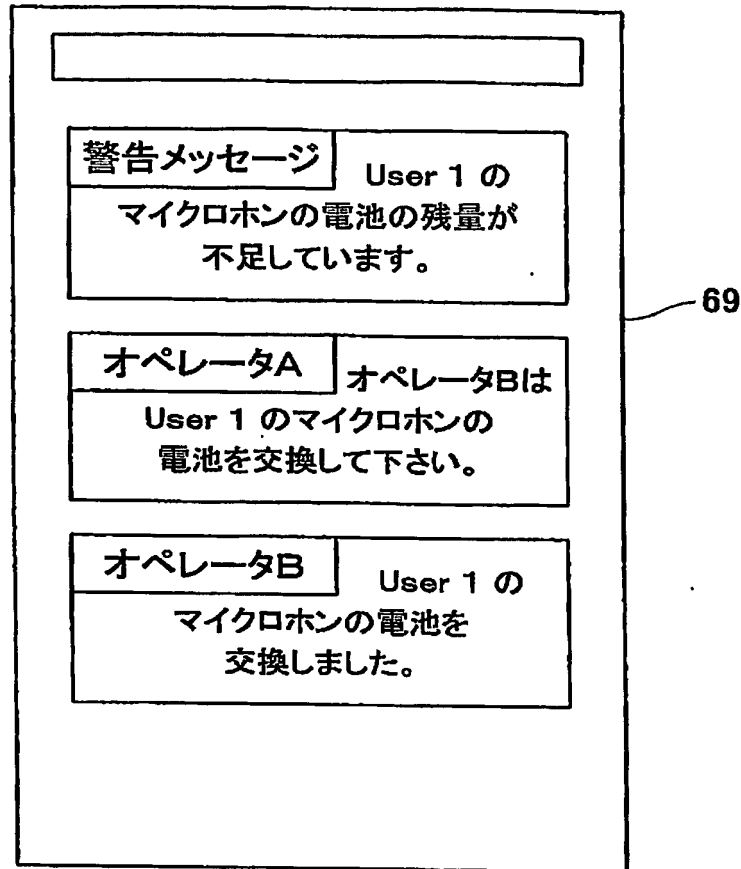 警告メッセージ
User 1 の
マイクロホンの電池の残量が
不足しています。
69
オペレータA
オペレータBは
User 1 のマイクロホンの
電池を交換して下さい。
オペレータB
User 1 の
マイクロホンの電池を
交換しました。